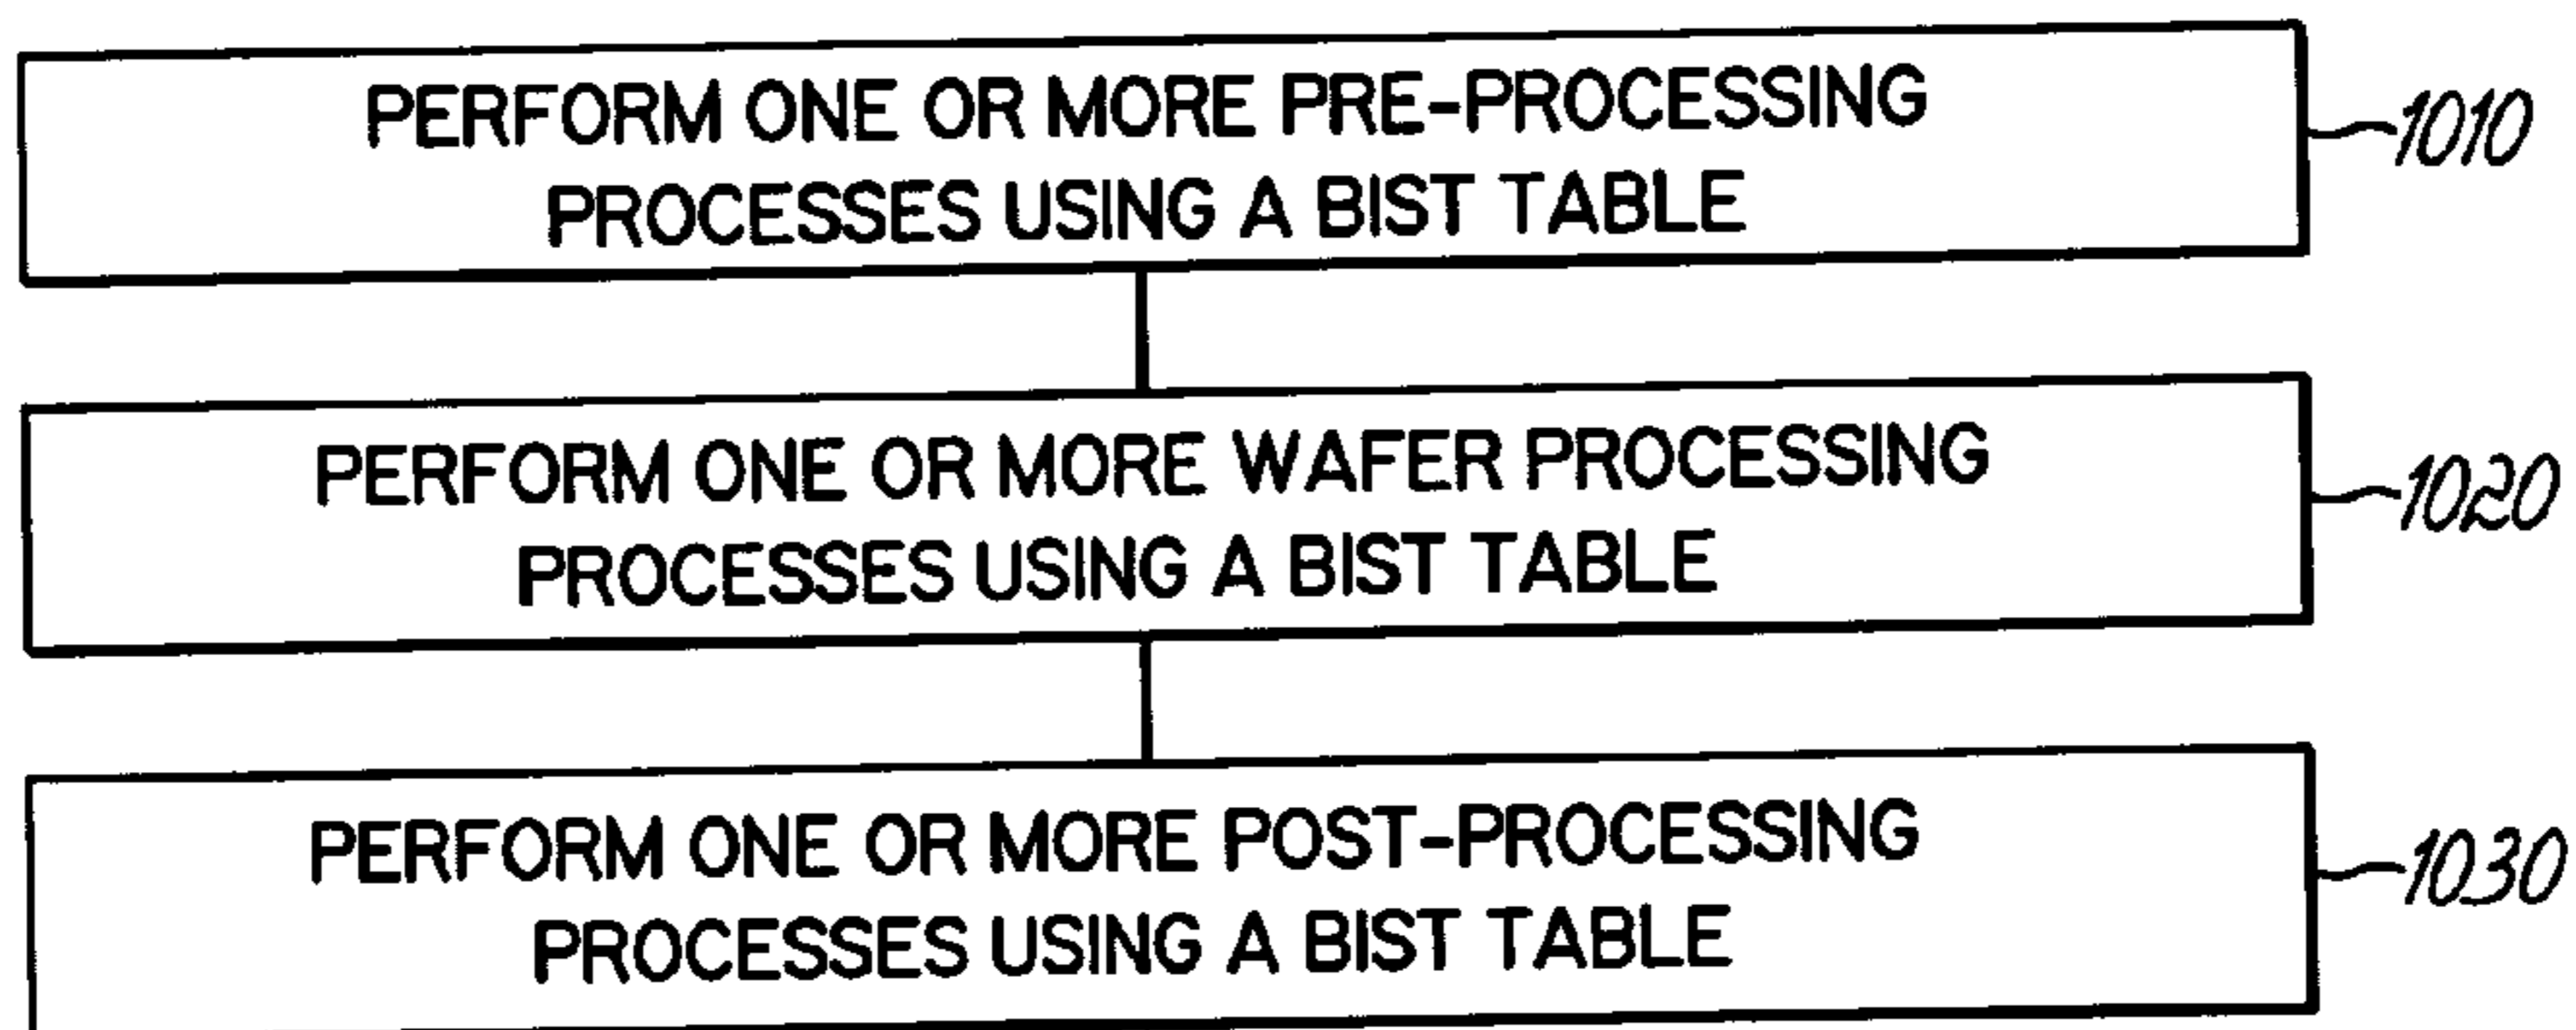 PERFORM ONE OR MORE PRE-PROCESSING
PROCESSES USING A BIST TABLE
1010
PERFORM ONE OR MORE WAFER PROCESSING
PROCESSES USING A BIST TABLE
1020
PERFORM ONE OR MORE POST-PROCESSING
PROCESSES USING A BIST TABLE
1030